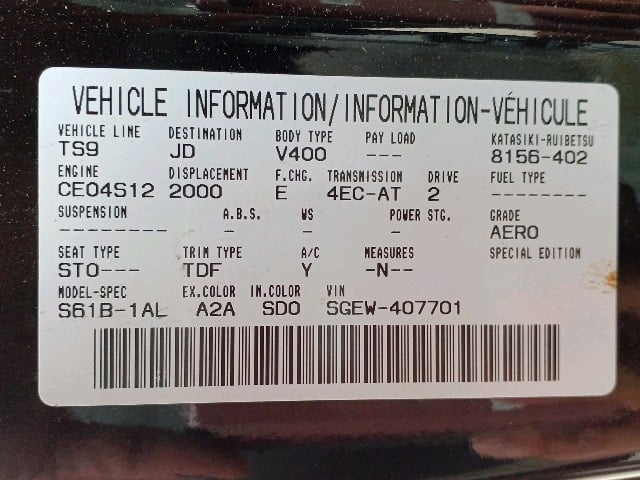 VEHICLE INFORMATION/INFORMATION-VÉHICULE
VEHICLE LINE DESTINATION BODY TYPE PAY LOAD KATASIKI-RUIBETSU
TS9 JD V400 --- 8156-402
ENGINE DISPLACEMENT F.CHG. TRANSMISSION DRIVE FUEL TYPE
CE04S12 2000 E 4EC-AT 2
SUSPENSION A.B.S. WS POWER STG. GRADE
-------- - -- - AERO
SEAT TYPE TRIM TYPE A/C MEASURES SPECIAL EDITION
STO--- TDF Y -N--
MODEL-SPEC EX.COLOR IN.COLOR VIN
S61B-1AL A2A SD0 SGEW-407701